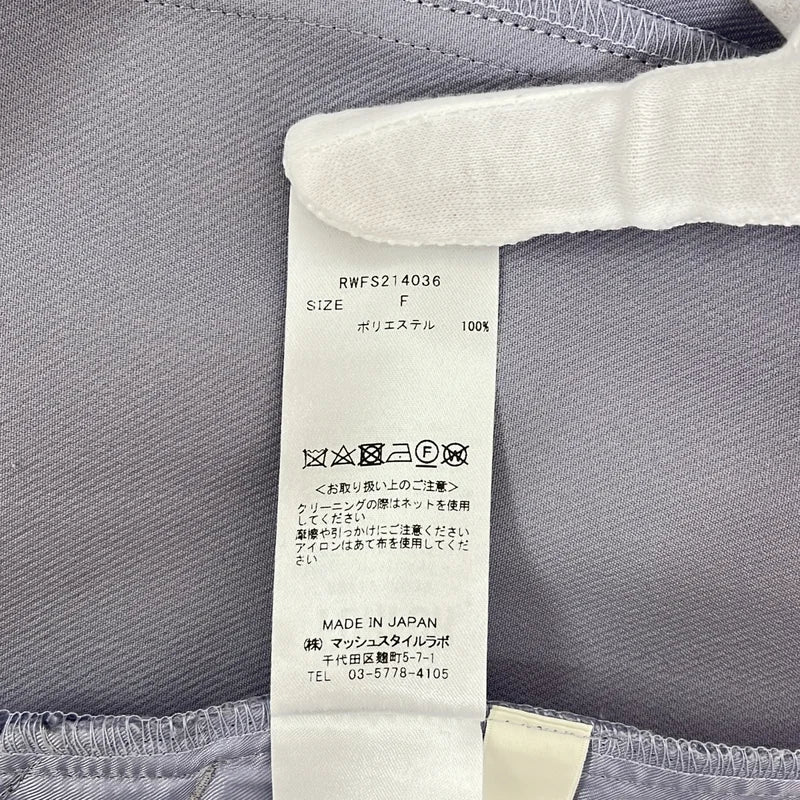 RWFS214036
SIZE F
ポリエステル 100%
F W
＜お取り扱い上のご注意＞
クリーニングの際はネットを使用
してください
摩擦や引っかけにご注意ください
アイロンはあて布を使用してくだ
さい
MADE IN JAPAN
(株) マッシュスタイルラボ
千代田区麹町5-7-1
TEL 03-5778-4105